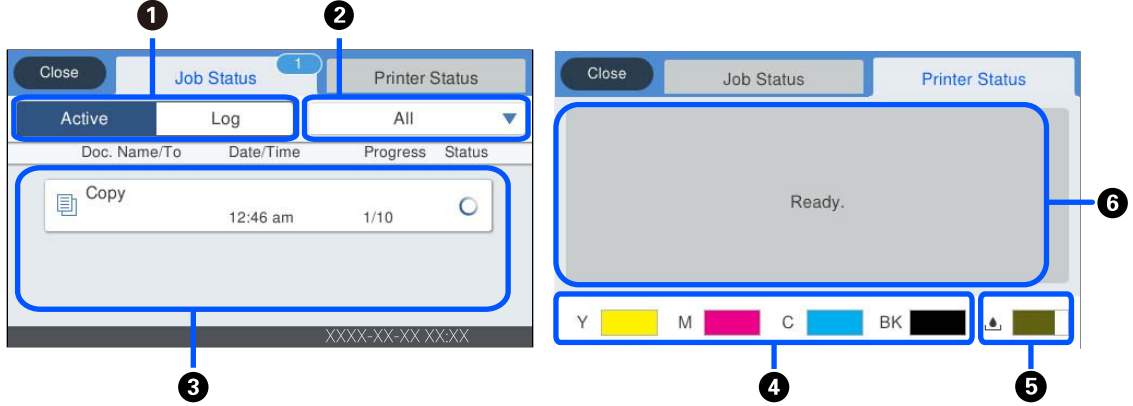 1 2
Close Job Status 1 Printer Status
Active Log All
Doc. Name/To Date/Time Progress Status
Copy
12:46 am 1/10
XXXX-XX-XX XX:XX
3
Close Job Status Printer Status
Ready.
6
Y M C BK
4 5